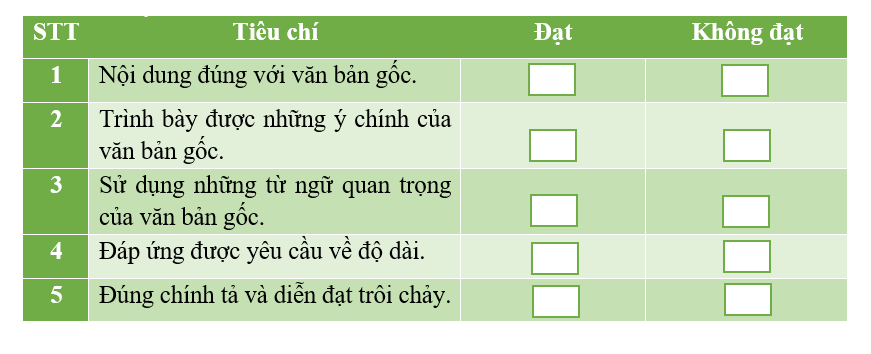 STT Tiêu chí Đạt Không đạt
1 Nội dung đúng với văn bản gốc.
2 Trình bày được những ý chính của
văn bản gốc.
3 Sử dụng những từ ngữ quan trọng
của văn bản gốc.
4 Đáp ứng được yêu cầu về độ dài.
5 Đúng chính tả và diễn đạt trôi chảy.